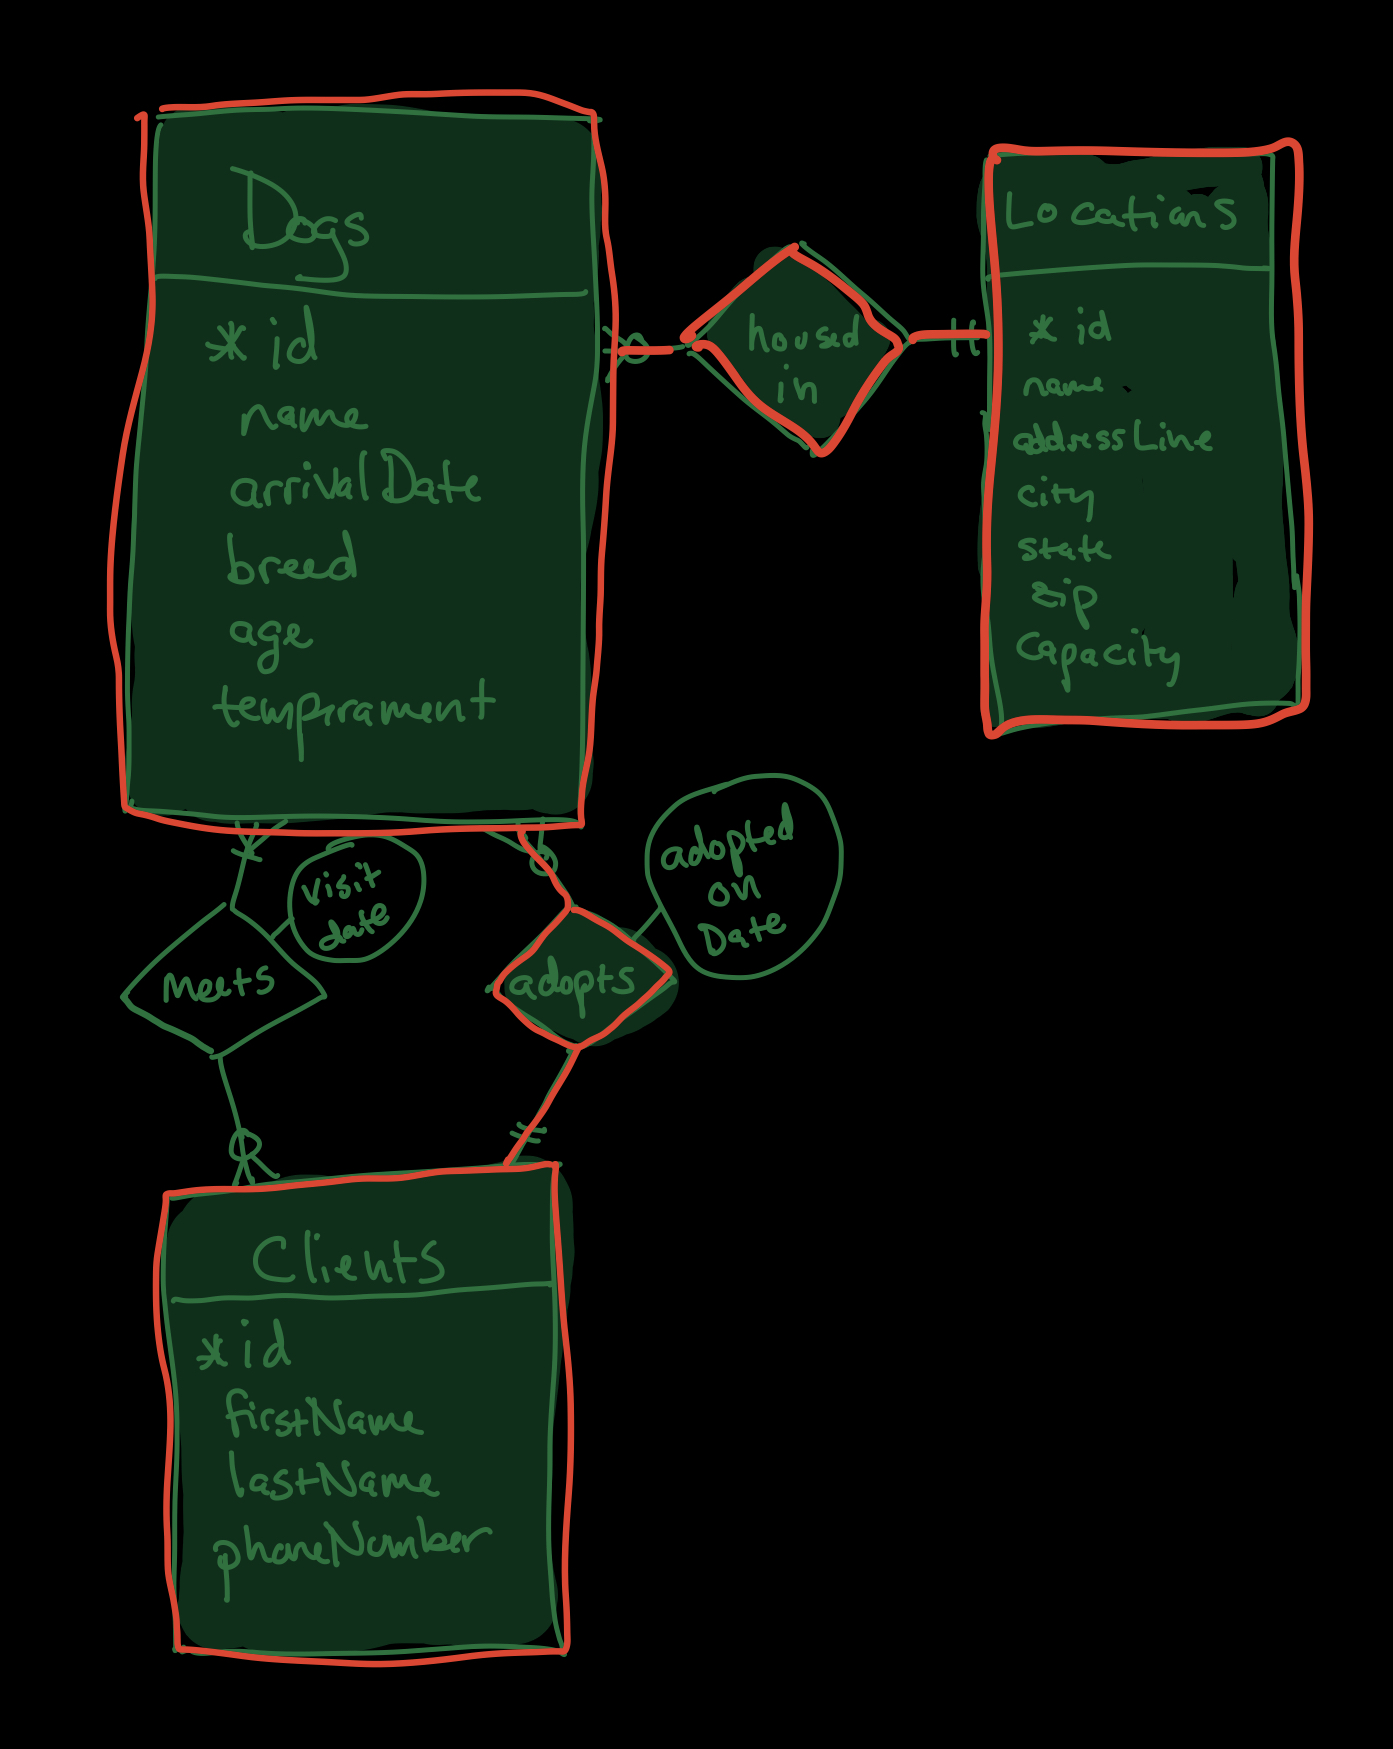 Dogs
* id
name
arrivalDate
breed
age
temprament
housed
in
Locations
* id
name
addressLine
city
state
zip
Capacity
visit
date
Meets
adopted
on
Date
adopts
Clients
* id
firstName
lastName
phoneNumber